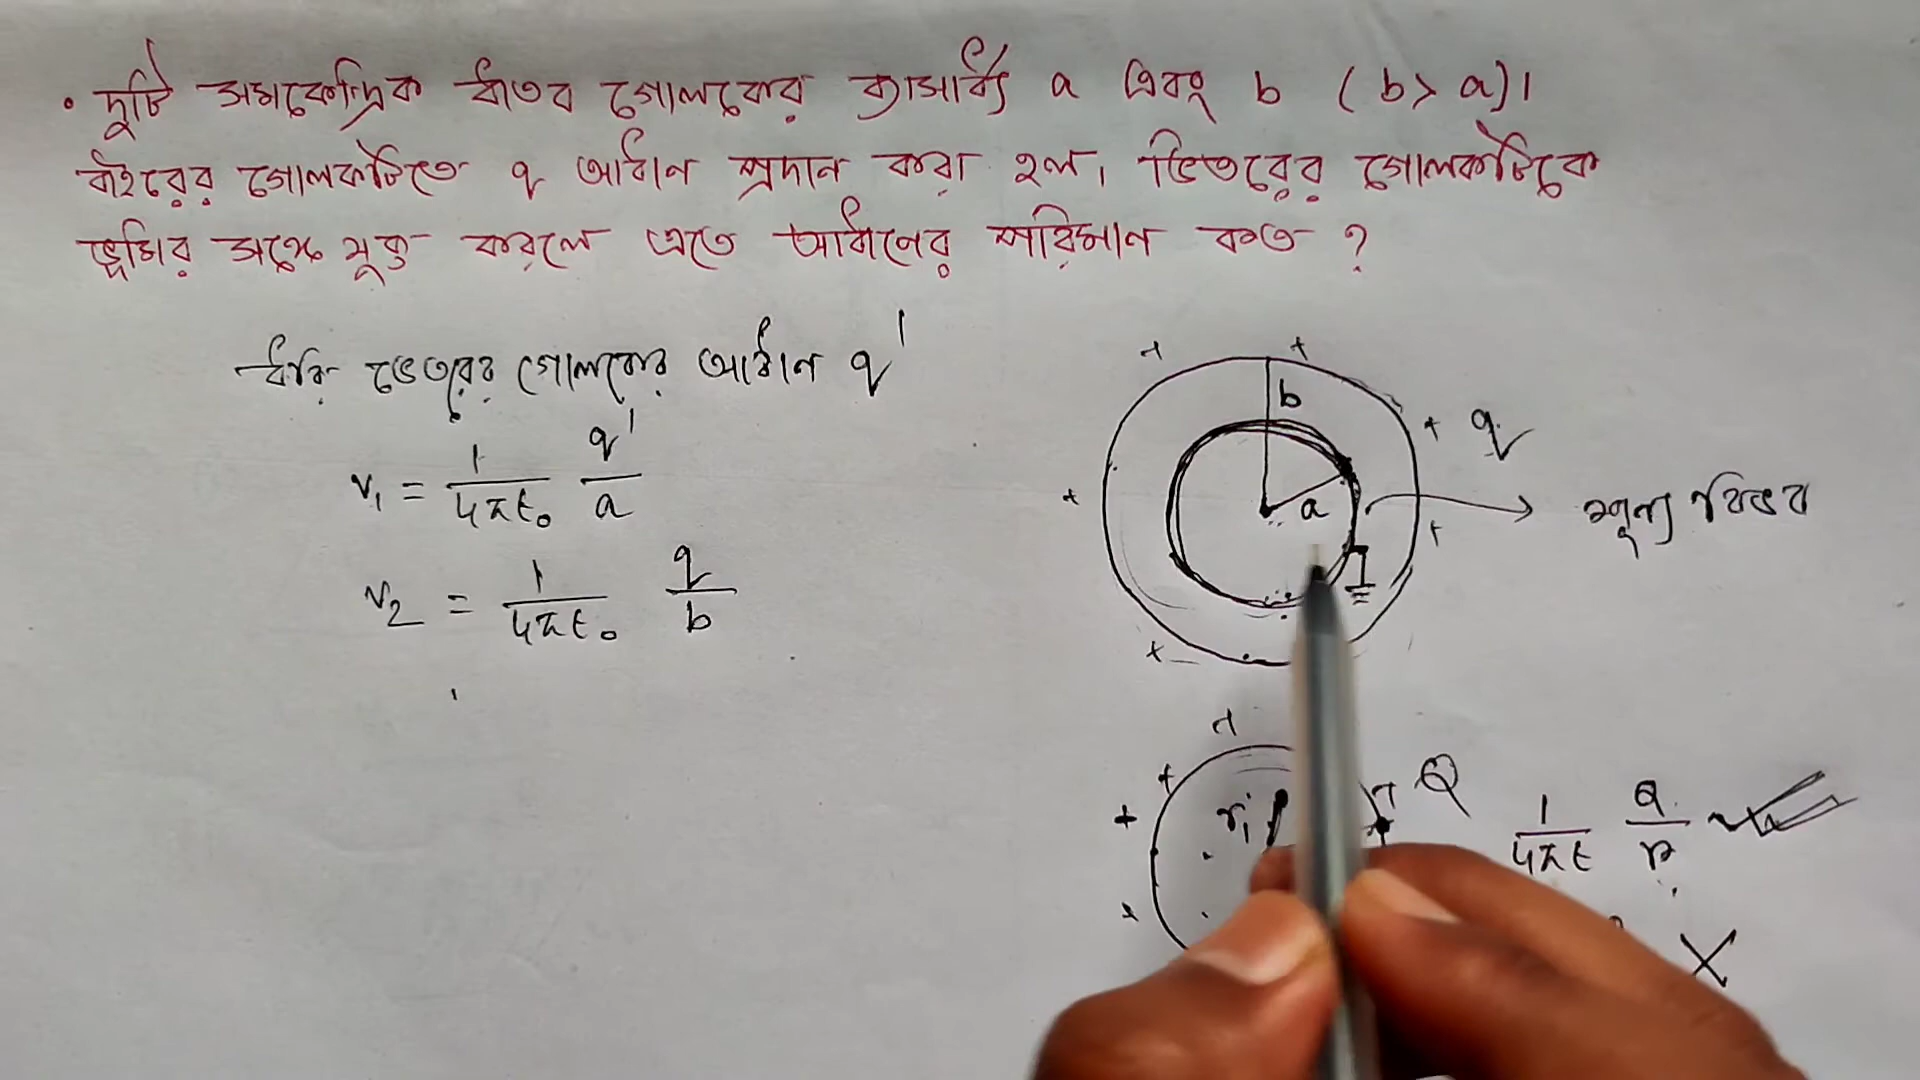 • দুটি সমকেন্দ্রিক ধাতব গোলকের ব্যাসার্ধ a এবং b (b > a)।
বাইরের গোলকটিতে q আধান প্রদান করা হল। ভিতরের গোলকটিকে
ভূমির সঙ্গে যুক্ত করলে এতে আধানের পরিমান কত ?
ধরি ভেতরের গোলকের আধান q'
V₁ = 1/4πε₀ q'/a
V₂ = 1/4πε₀ q/b
+ +
b
+ q
+
a
শূন্য বিভব
+
+
+
+ Q
+
r₁
1/4πε Q/r
+
×